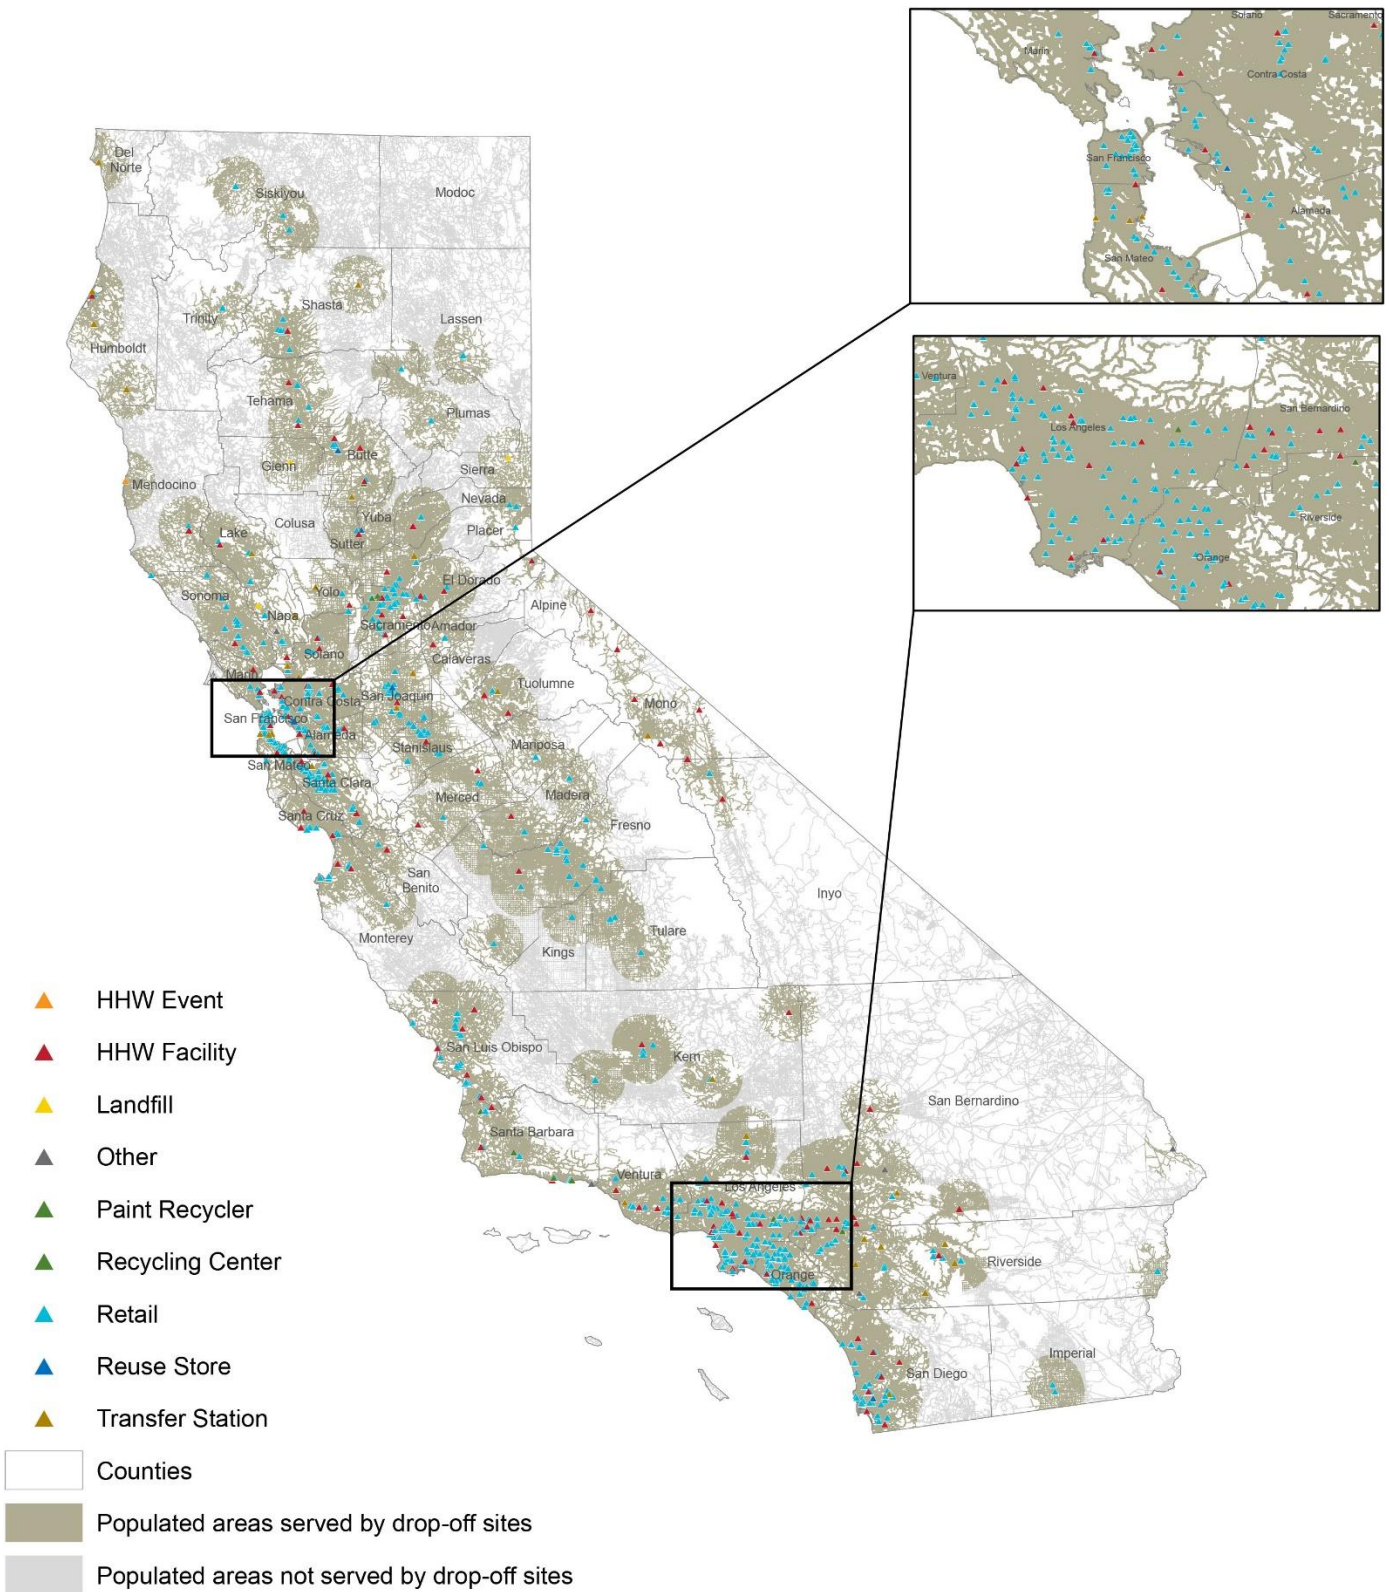 Solano
Sacramento
Marin
Contra Costa
San Francisco
Alameda
San Mateo
Ventura
San Bernardino
Los Angeles
Riverside
Orange
Del
Norte
Siskiyou
Modoc
Shasta
Trinity
Lassen
Humboldt
Tehama
Plumas
Butte
Glenn
Sierra
Mendocino
Nevada
Colusa
Yuba
Lake
Placer
Sutter
El Dorado
Yolo
Sonoma
Alpine
Napa
Sacramento
Amador
Solano
Calaveras
Marin
Tuolumne
Contra Costa
San Joaquin
Mono
San Francisco
Alameda
Stanislaus
Mariposa
San Mateo
Santa Clara
Merced
Madera
Santa Cruz
Fresno
San
Benito
Inyo
Tulare
Monterey
Kings
San Luis Obispo
Kern
San Bernardino
Santa Barbara
Ventura
Los Angeles
Riverside
Orange
Imperial
San Diego
HHW Event
HHW Facility
Landfill
Other
Paint Recycler
Recycling Center
Retail
Reuse Store
Transfer Station
Counties
Populated areas served by drop-off sites
Populated areas not served by drop-off sites